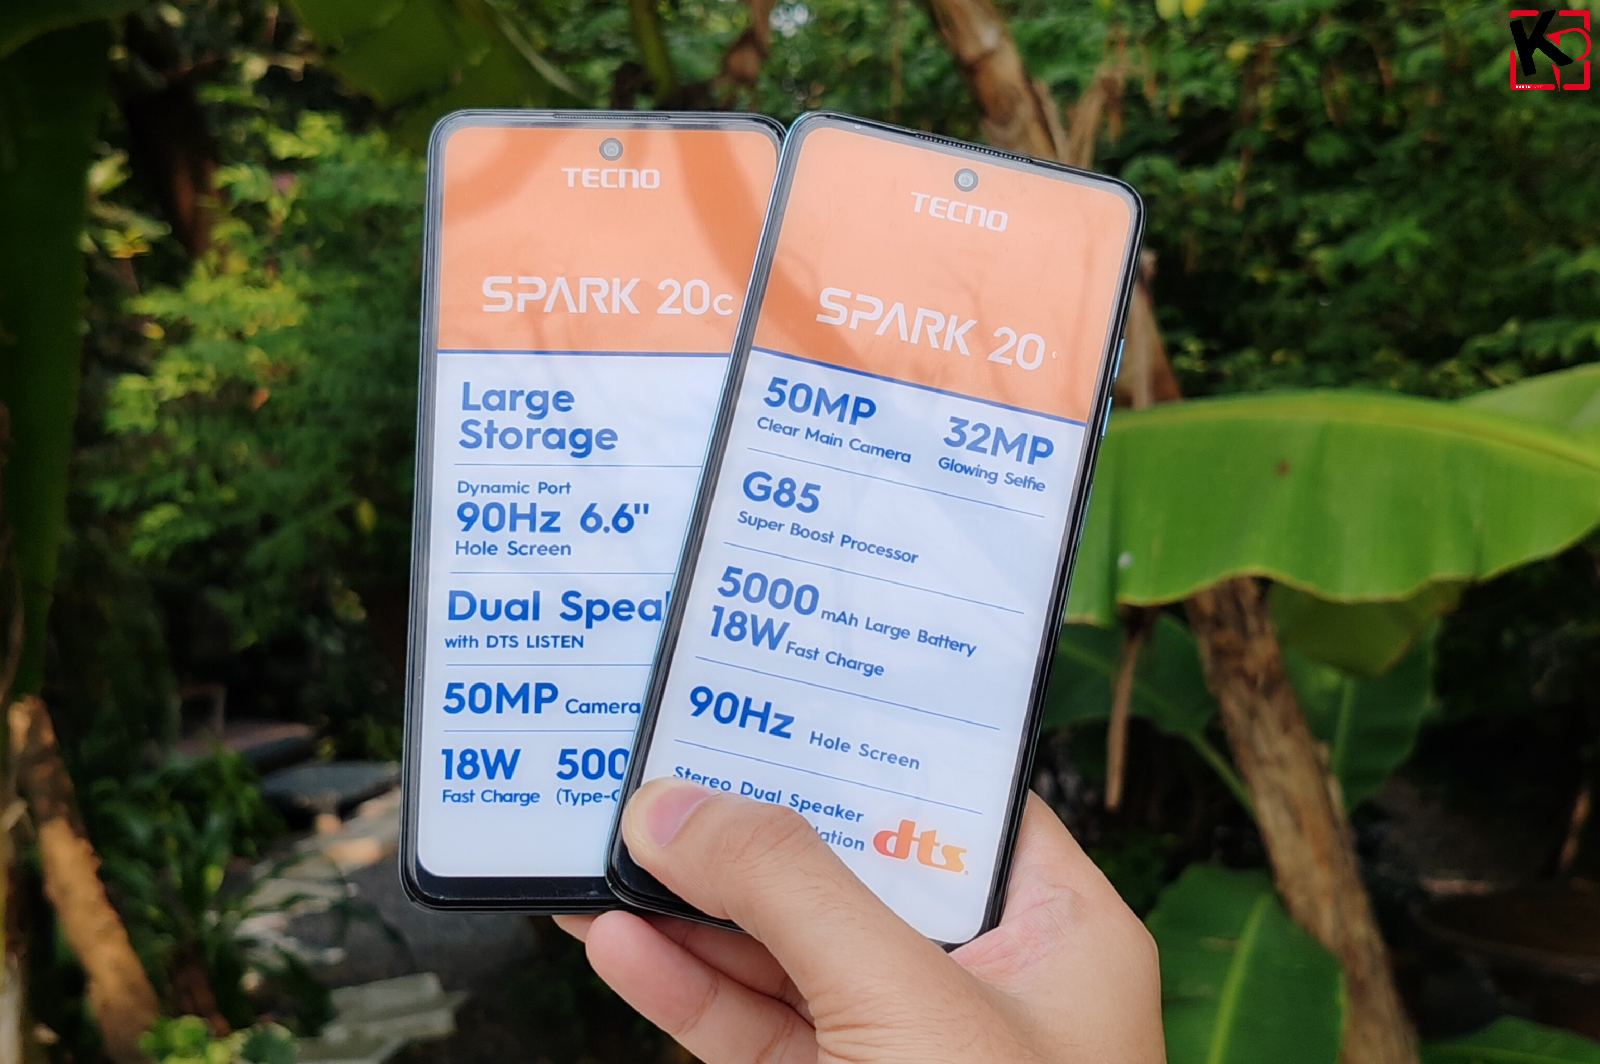 TECNO
SPARK 20c
Large
Storage
Dynamic Port
90Hz 6.6"
Hole Screen
Dual
with DTS LISTEN
50MP Camera
18W
Fast Charge
TECNO
SPARK 20
50MP
Clear Main Camera
32MP
Glowing Selfie
G85
Super Boost Processor
5000 mAh Large Battery
18W Fast Charge
90Hz Hole Screen
Stereo Dual Speaker
dts